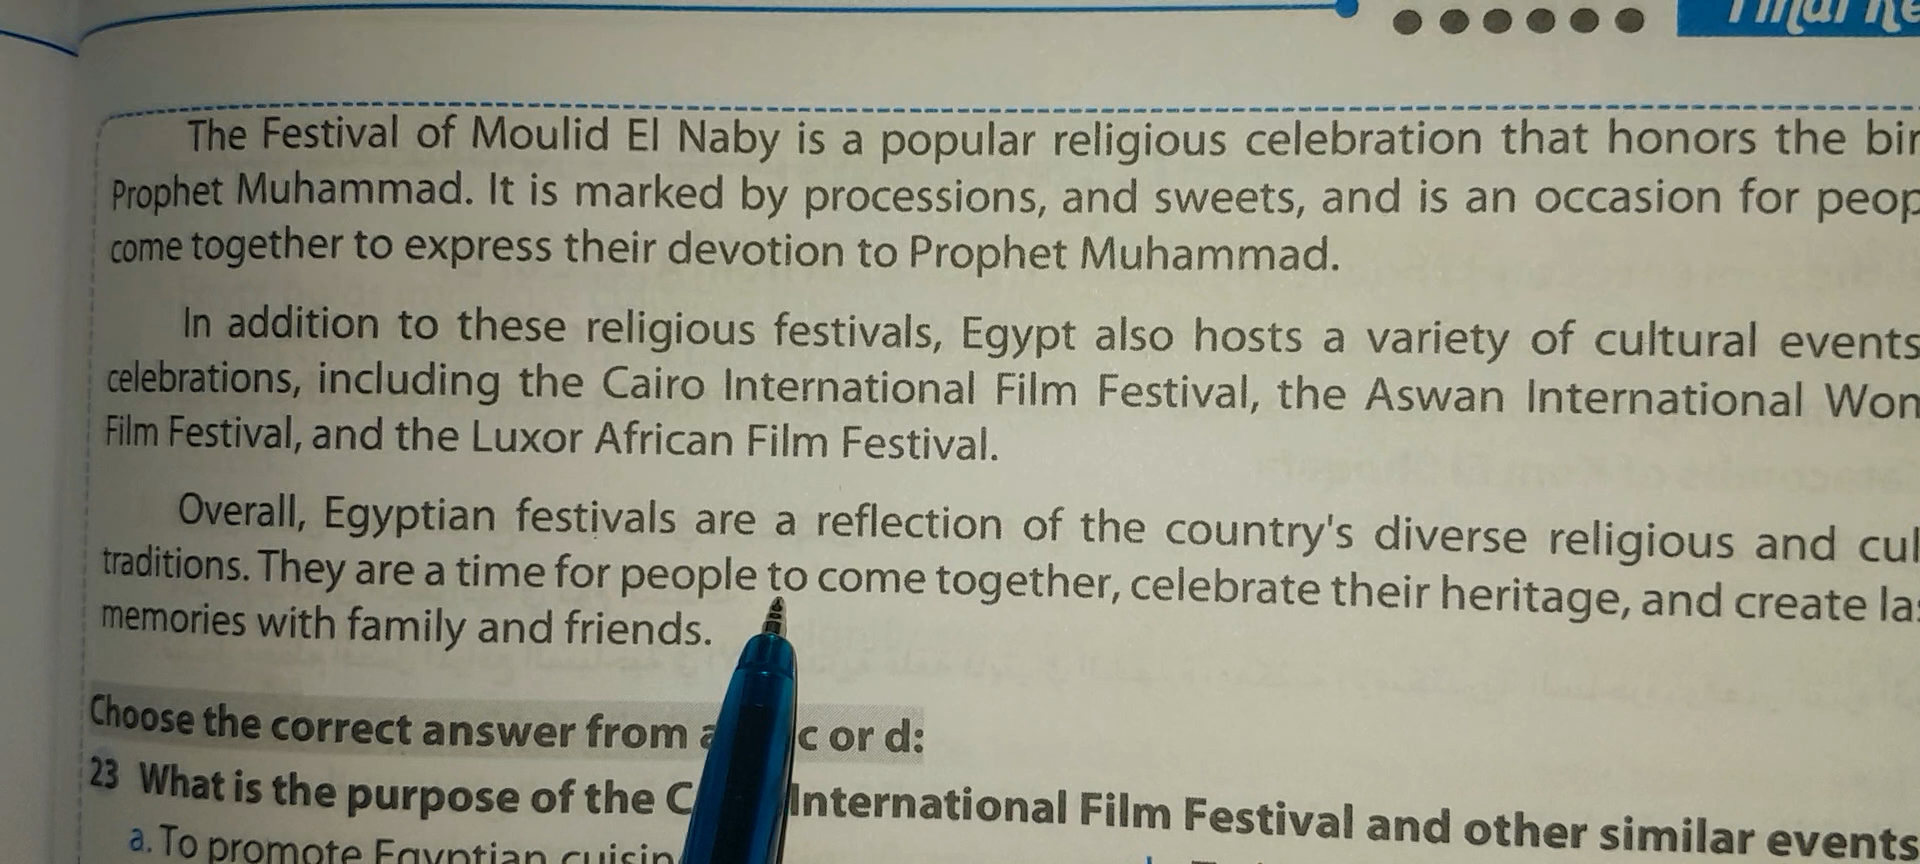 The Festival of Moulid El Naby is a popular religious celebration that honors the
Prophet Muhammad. It is marked by processions, and sweets, and is an occasion for
come together to express their devotion to Prophet Muhammad.
In addition to these religious festivals, Egypt also hosts a variety of cultural events
celebrations, including the Cairo International Film Festival, the Aswan International
Film Festival, and the Luxor African Film Festival.
Overall, Egyptian festivals are a reflection of the country's diverse religious and
traditions. They are a time for people to come together, celebrate their heritage, and create
memories with family and friends.
Choose the correct answer from a c or d:
23 What is the purpose of the International Film Festival and other similar events
a. To promote Egyptian